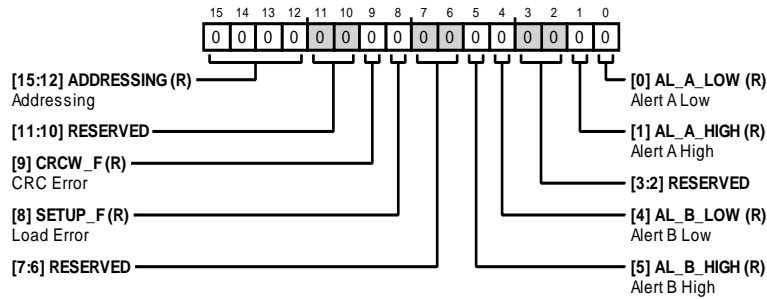 15 14 13 12 11 10 9 8 7 6 5 4 3 2 1 0
0 0 0 0 0 0 0 0 0 0 0 0 0 0 0 0
[15:12] ADDRESSING (R)
Addressing
[11:10] RESERVED
[9] CRCW_F (R)
CRC Error
[8] SETUP_F (R)
Load Error
[7:6] RESERVED
[0] AL_A_LOW (R)
Alert A Low
[1] AL_A_HIGH (R)
Alert A High
[3:2] RESERVED
[4] AL_B_LOW (R)
Alert B Low
[5] AL_B_HIGH (R)
Alert B High